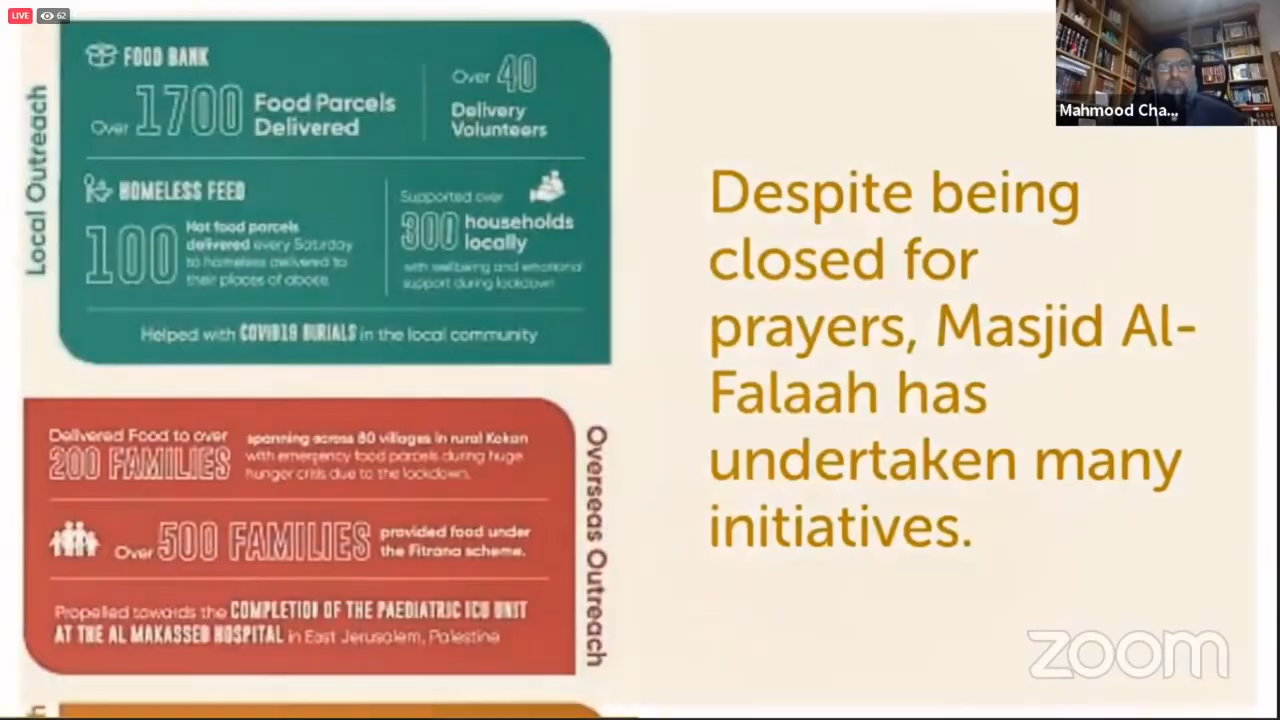 LIVE
62
Mahmood Cha...
Local Outreach
FOOD BANK
Over 1700 Food Parcels
Delivered
Over 40
Delivery
Volunteers
HOMELESS FEED
100 Hot food parcels
delivered every Saturday
to homeless delivered to
their places of abode
Supported over
300 households
locally
with wellbeing and emotional
support during lockdown
Helped with COVID19 BURIALS in the local community
Overseas Outreach
Delivered Food to over
200 FAMILIES
spanning across 80 villages in rural Kokan
with emergency food parcels during huge
hunger crisis due to the lockdown.
Over 500 FAMILIES provided food under
the Fitrana scheme.
Propelled towards the COMPLETION OF THE PAEDIATRIC ICU UNIT
AT THE AL MAKASSED HOSPITAL in East Jerusalem, Palestine
Despite being
closed for
prayers, Masjid Al-
Falaah has
undertaken many
initiatives.
zoom